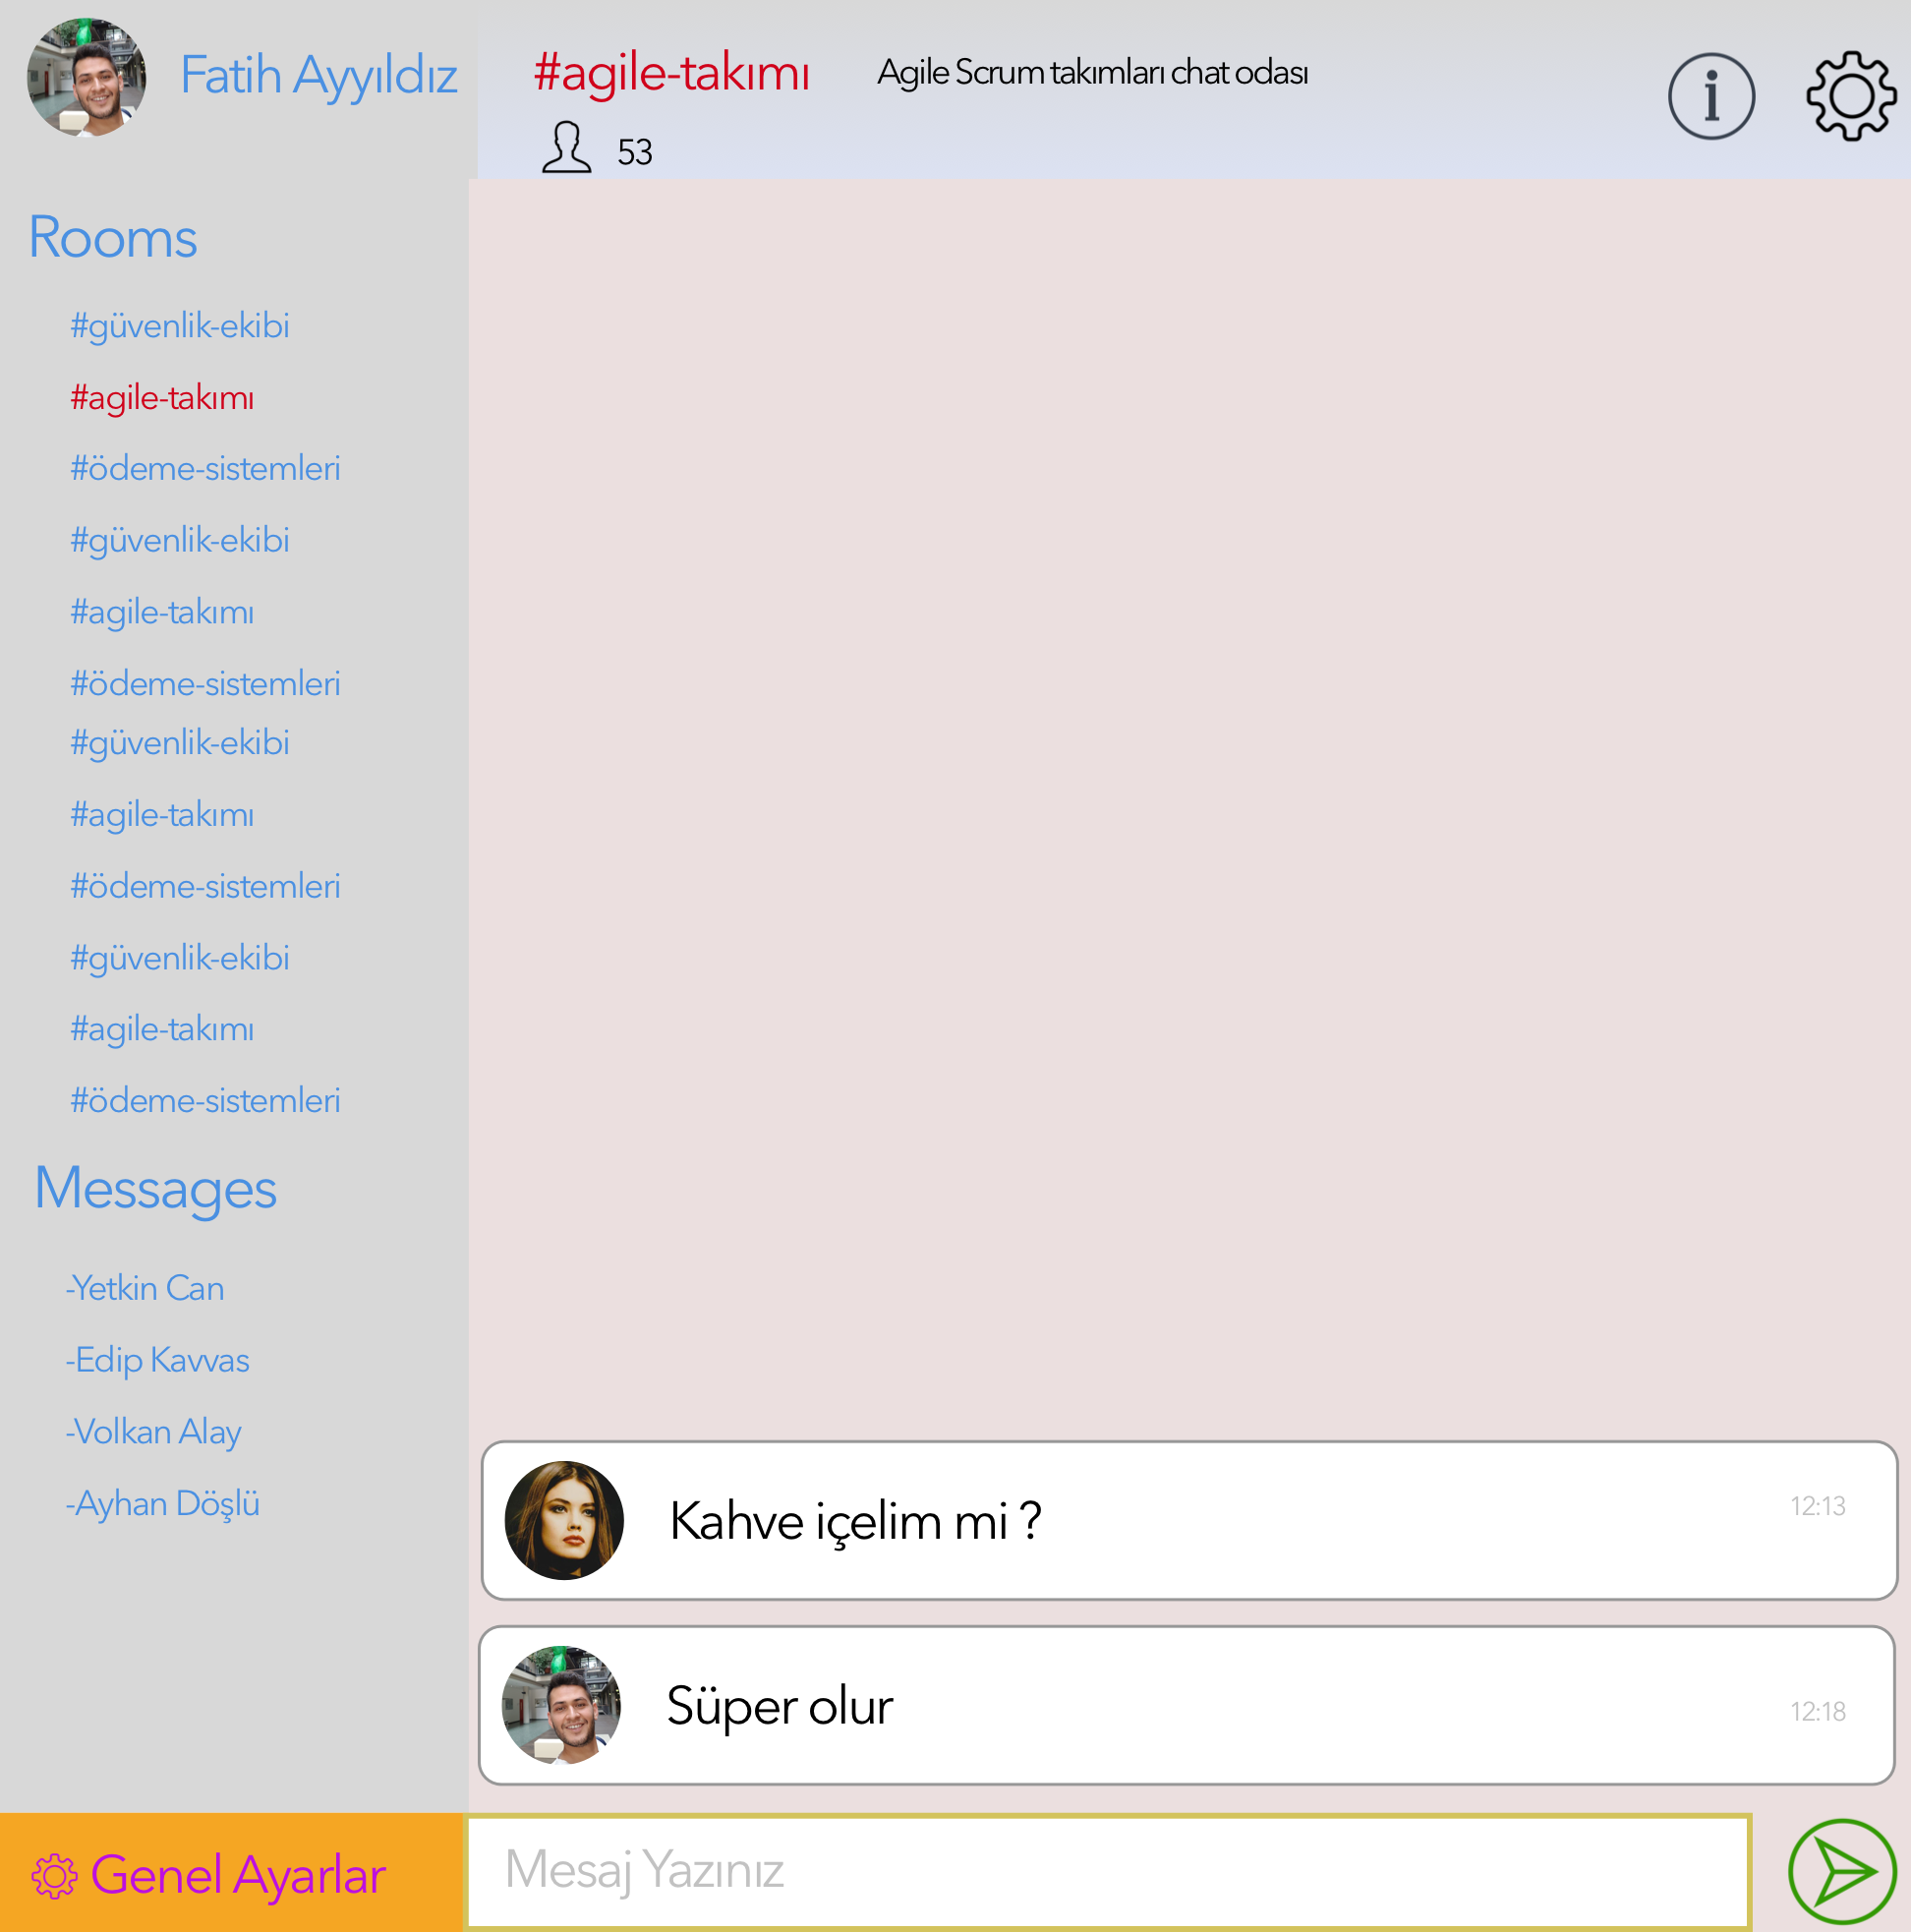 Fatih Ayyıldız
#agile-takımı
Agile Scrum takımları chat odası
53
Rooms
#güvenlik-ekibi
#agile-takımı
#ödeme-sistemleri
#güvenlik-ekibi
#agile-takımı
#ödeme-sistemleri
#güvenlik-ekibi
#agile-takımı
#ödeme-sistemleri
#güvenlik-ekibi
#agile-takımı
#ödeme-sistemleri
Messages
-Yetkin Can
-Edip Kavvas
-Volkan Alay
-Ayhan Döşlü
Kahve içelim mi ?
12:13
Süper olur
12:18
Genel Ayarlar
Mesaj Yazınız